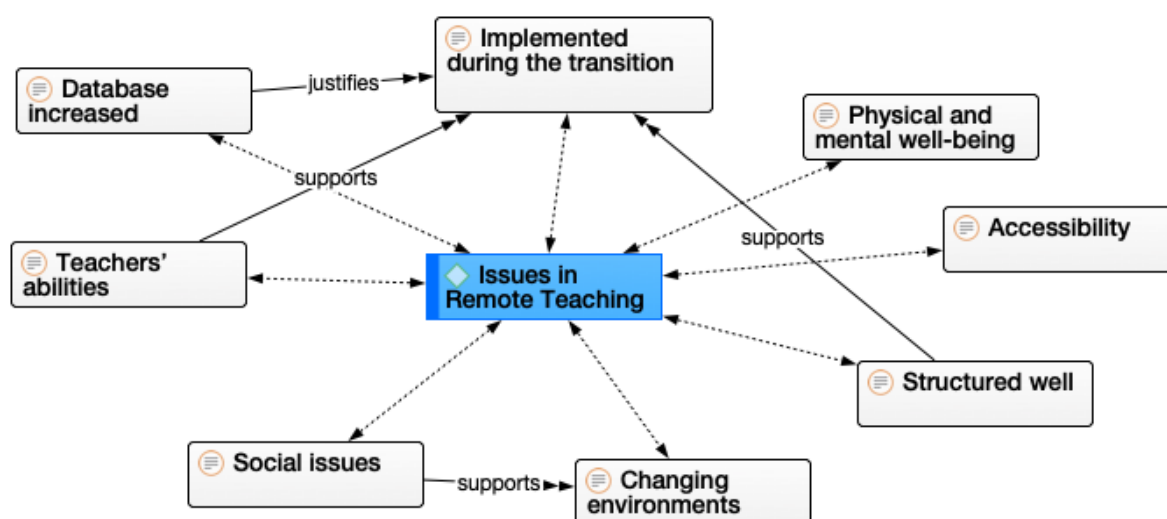 Implemented
during the transition
Database
increased
justifies
Physical and
mental well-being
supports
Accessibility
supports
Teachers’
abilities
Issues in
Remote Teaching
Structured well
Social issues
supports
Changing
environments